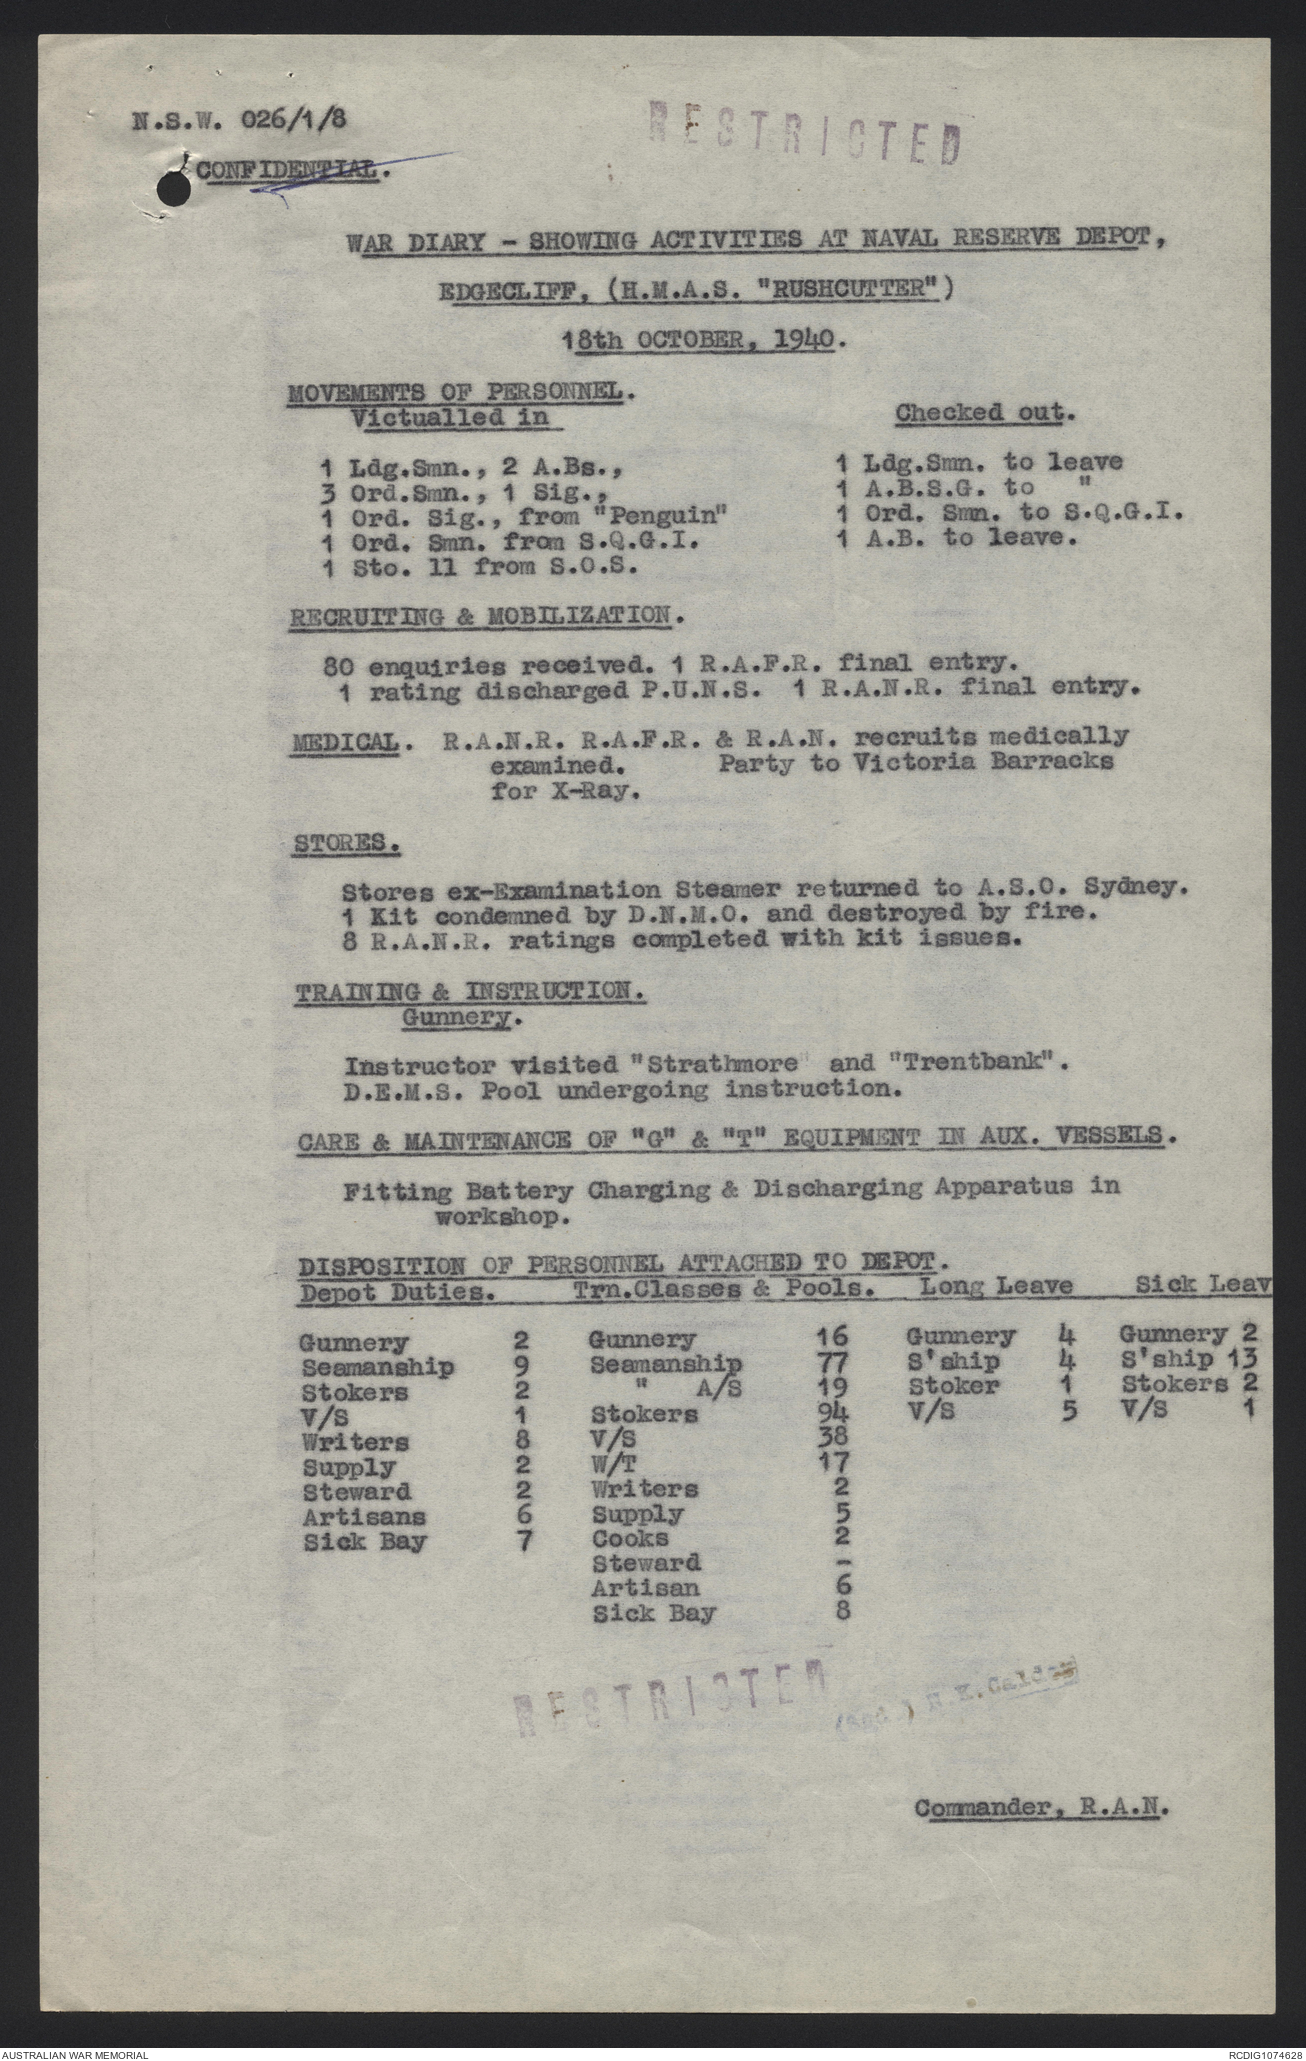 N.S.W. 026/1/8
RESTRICTED
CONFIDENTIAL.
WAR DIARY - SHOWING ACTIVITIES AT NAVAL RESERVE DEPOT,
EDGECLIFF, (H.M.A.S. "RUSHCUTTER")
18th OCTOBER, 1940.
MOVEMENTS OF PERSONNEL.
Victualled in Checked out.
1 Ldg.Smn., 2 A.Bs., 1 Ldg.Smn. to leave
3 Ord.Smn., 1 Sig., 1 A.B.S.G. to "
1 Ord. Sig., from "Penguin" 1 Ord. Smn. to S.Q.G.I.
1 Ord. Smn. from S.Q.G.I. 1 A.B. to leave.
1 Sto. 11 from S.O.S.
RECRUITING & MOBILIZATION.
80 enquiries received. 1 R.A.F.R. final entry.
1 rating discharged P.U.N.S. 1 R.A.N.R. final entry.
MEDICAL. R.A.N.R. R.A.F.R. & R.A.N. recruits medically
examined. Party to Victoria Barracks
for X-Ray.
STORES.
Stores ex-Examination Steamer returned to A.S.O. Sydney.
1 Kit condemned by D.N.M.O. and destroyed by fire.
8 R.A.N.R. ratings completed with kit issues.
TRAINING & INSTRUCTION.
Gunnery.
Instructor visited "Strathmore" and "Trentbank".
D.E.M.S. Pool undergoing instruction.
CARE & MAINTENANCE OF "G" & "T" EQUIPMENT IN AUX. VESSELS.
Fitting Battery Charging & Discharging Apparatus in
workshop.
DISPOSITION OF PERSONNEL ATTACHED TO DEPOT.
Depot Duties. Trn.Classes & Pools. Long Leave Sick Leav
Gunnery 2 Gunnery 16 Gunnery 4 Gunnery 2
Seamanship 9 Seamanship 77 S'ship 4 S'ship 13
Stokers 2 " A/S 19 Stoker 1 Stokers 2
V/S 1 Stokers 94 V/S 5 V/S 1
Writers 8 V/S 38
Supply 2 W/T 17
Steward 2 Writers 2
Artisans 6 Supply 5
Sick Bay 7 Cooks 2
Steward -
Artisan 6
Sick Bay 8
RESTRICTED
(Sgd.)
Commander, R.A.N.
AUSTRALIAN WAR MEMORIAL
RCDIG1074628